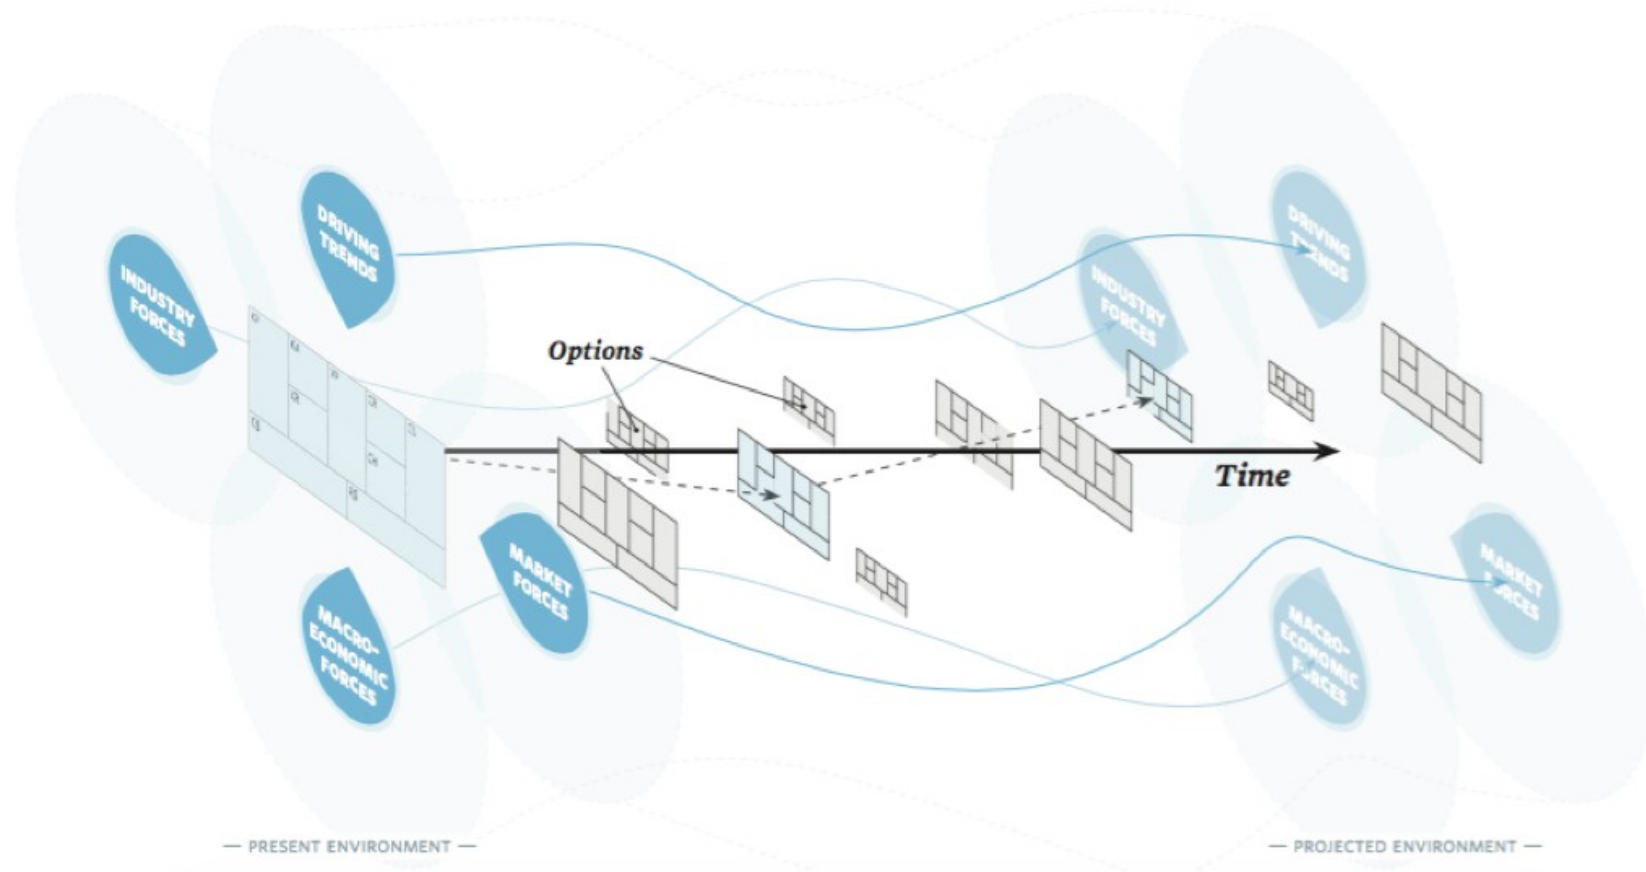 DRIVING
TRENDS
INDUSTRY
FORCES
MARKET
FORCES
MACRO-
ECONOMIC
FORCES
Options
Time
INDUSTRY
FORCES
DRIVING
TRENDS
MARKET
FORCES
MACRO-
ECONOMIC
FORCES
— PRESENT ENVIRONMENT —
— PROJECTED ENVIRONMENT —